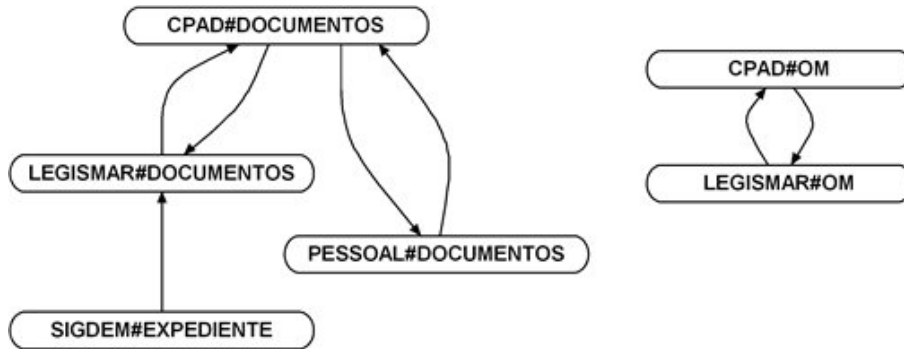 CPAD#DOCUMENTOS
CPAD#OM
LEGISMAR#DOCUMENTOS
LEGISMAR#OM
PESSOAL#DOCUMENTOS
SIGDEM#EXPEDIENTE